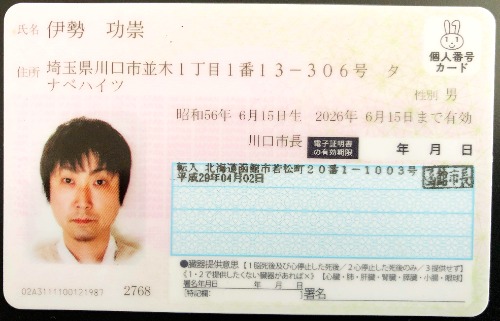 氏名 伊勢 功崇
個人番号
カード
住所 埼玉県川口市並木1丁目1番13-306号 タ
ナベハイツ
性別 男
昭和56年 6月15日生 2026年 6月15日まで有効
川口市長 電子証明書の有効期限 年 月 日
転入 北海道函館市若松町20番1-1003号
平成29年04月02日
●臓器提供意思【1脳死後及び心停止した死後/2心停止した死後のみ/3提供せず】
《1・2で提供したくない臓器があれば×》【心臓・肺・肝臓・腎臓・膵臓・小腸・眼球】
署名年月日 年 月 日
[特記欄: ] 署名
02A3111100121987 2768